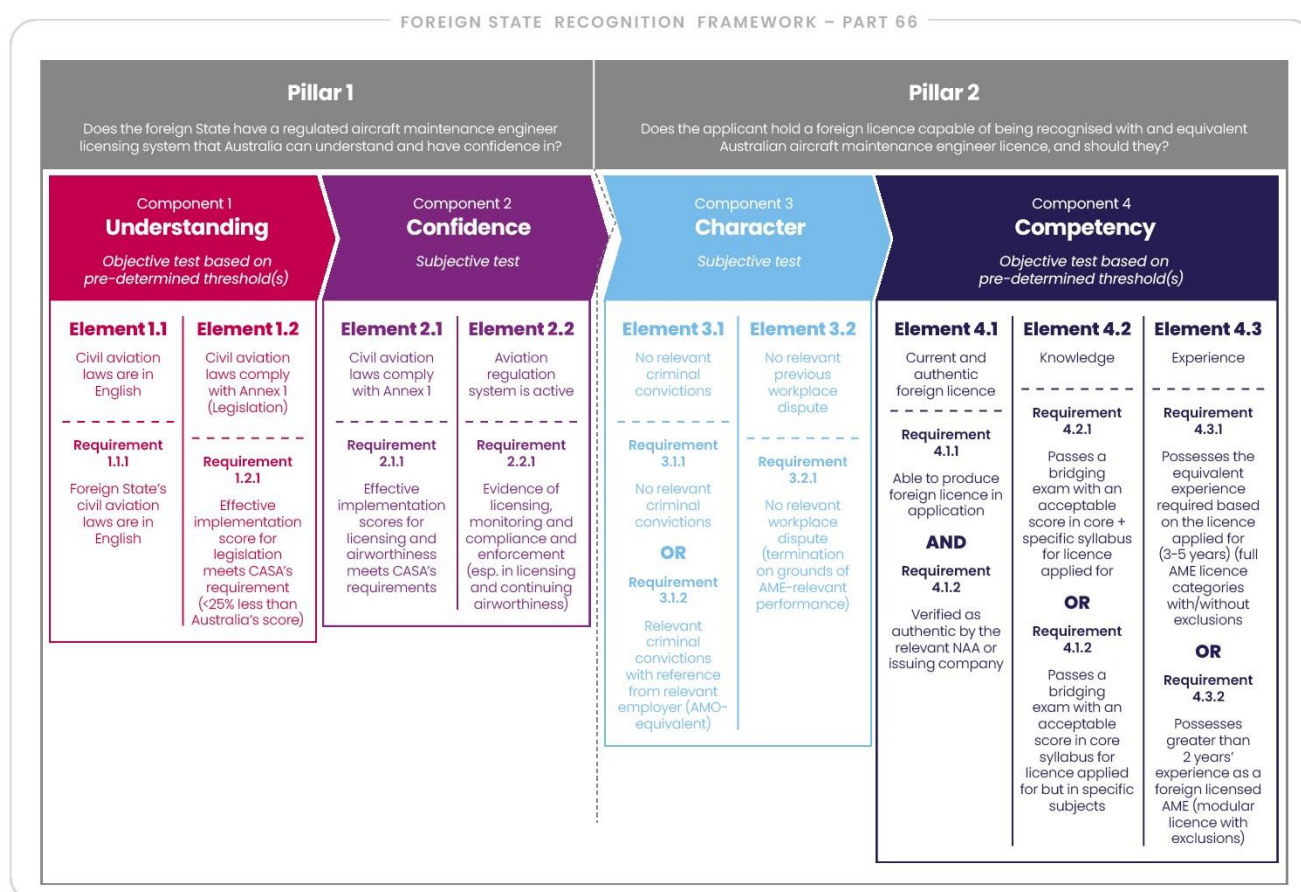 FOREIGN STATE RECOGNITION FRAMEWORK – PART 66
Pillar 1
Does the foreign State have a regulated aircraft maintenance engineer
licensing system that Australia can understand and have confidence in?
Pillar 2
Does the applicant hold a foreign licence capable of being recognised with and equivalent
Australian aircraft maintenance engineer licence, and should they?
Component 1
Understanding
Objective test based on
pre-determined threshold(s)
Component 2
Confidence
Subjective test
Component 3
Character
Subjective test
Component 4
Competency
Objective test based on
pre-determined threshold(s)
Element 1.1
Civil aviation
laws are in
English
Requirement
1.1.1
Foreign State's
civil aviation
laws are in
English
Element 1.2
Civil aviation
laws comply
with Annex 1
(Legislation)
Requirement
1.2.1
Effective
implementation
score for
legislation
meets CASA's
requirement
(<25% less than
Australia's score)
Element 2.1
Civil aviation
laws comply
with Annex 1
Requirement
2.1.1
Effective
implementation
scores for
licensing and
airworthiness
meets CASA's
requirements
Element 2.2
Aviation
regulation
system is active
Requirement
2.2.1
Evidence of
licensing,
monitoring and
compliance and
enforcement
(esp. in licensing
and continuing
airworthiness)
Element 3.1
No relevant
criminal
convictions
Requirement
3.1.1
No relevant
criminal
convictions
OR
Requirement
3.1.2
Relevant
criminal
convictions
with reference
from relevant
employer (AMO-
equivalent)
Element 3.2
No relevant
previous
workplace
dispute
Requirement
3.2.1
No relevant
workplace
dispute
(termination
on grounds of
AME-relevant
performance)
Element 4.1
Current and
authentic
foreign licence
Requirement
4.1.1
Able to produce
foreign licence in
application
AND
Requirement
4.1.2
Verified as
authentic by the
relevant NAA or
issuing company
Element 4.2
Knowledge
Requirement
4.2.1
Passes a
bridging
exam with an
acceptable
score in core +
specific syllabus
for licence
applied for
OR
Requirement
4.1.2
Passes a
bridging
exam with an
acceptable
score in core
syllabus for
licence applied
for but in specific
subjects
Element 4.3
Experience
Requirement
4.3.1
Possesses the
equivalent
experience
required based
on the licence
applied for
(3-5 years) (full
AME licence
categories
with/without
exclusions
OR
Requirement
4.3.2
Possesses
greater than
2 years'
experience as a
foreign licensed
AME (modular
licence with
exclusions)